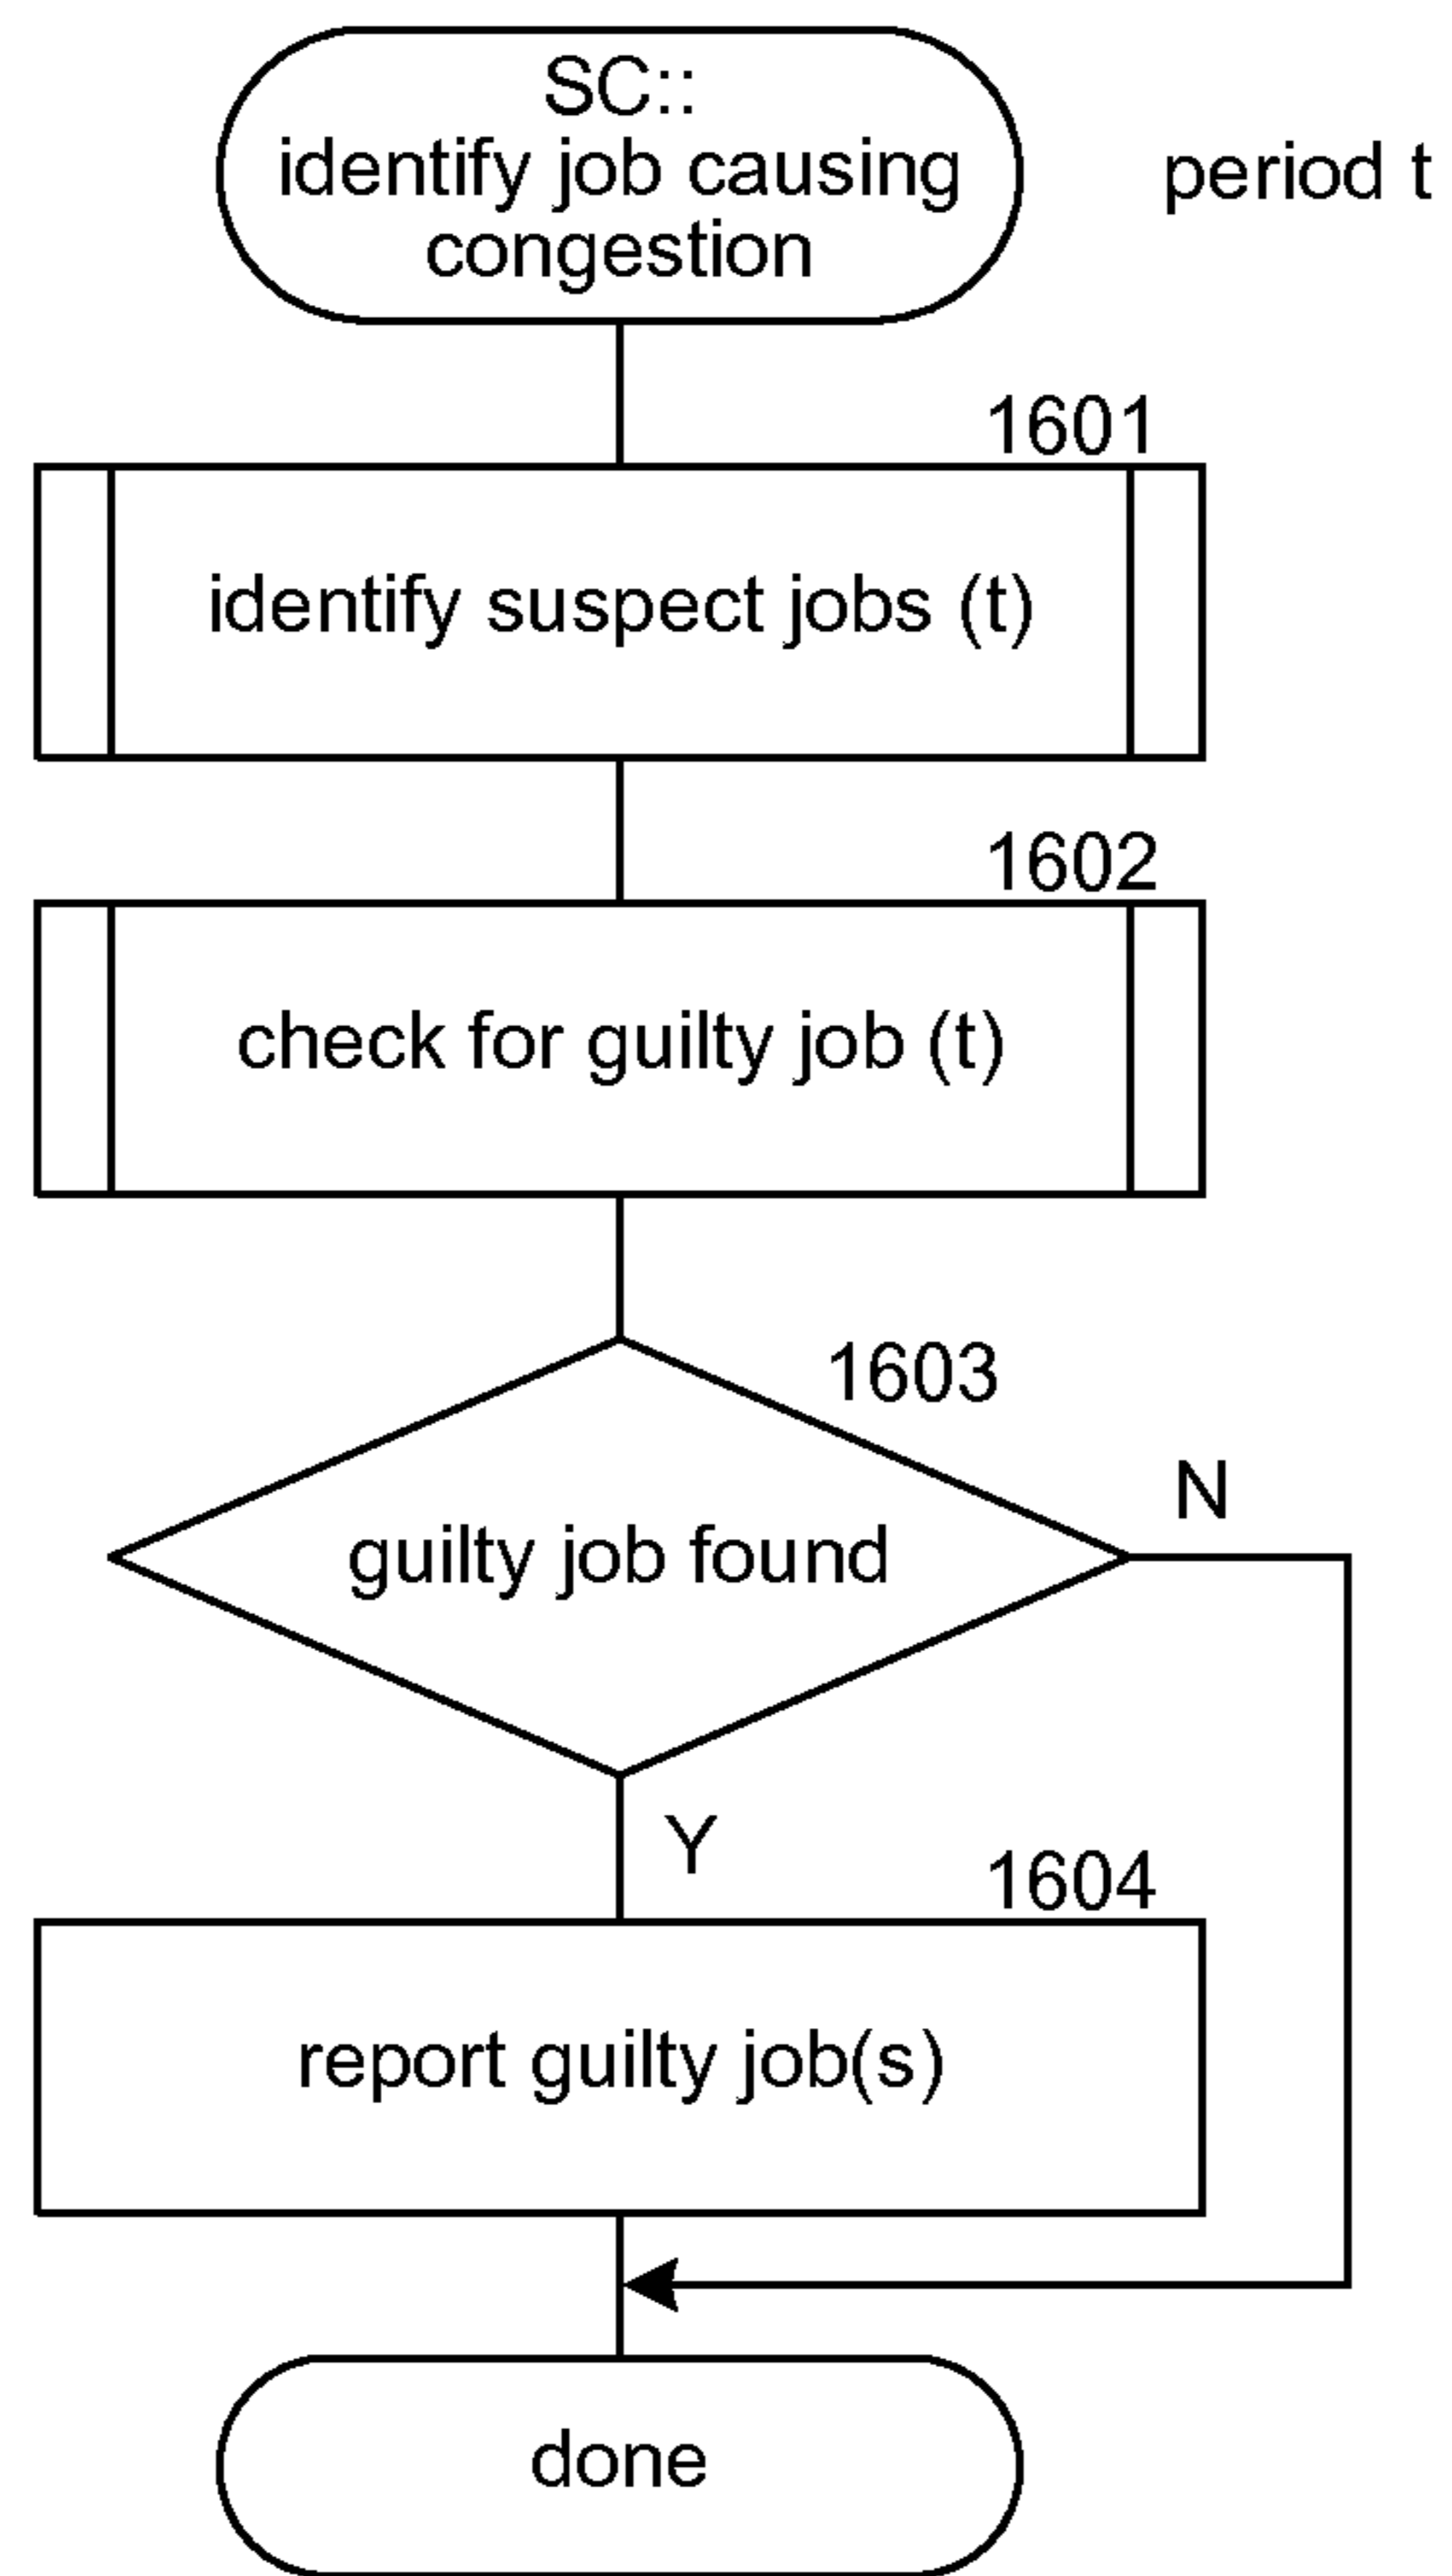 SC::
identify job causing
congestion
period t
1601
identify suspect jobs (t)
1602
check for guilty job (t)
1603
guilty job found
N
Y
1604
report guilty job(s)
done